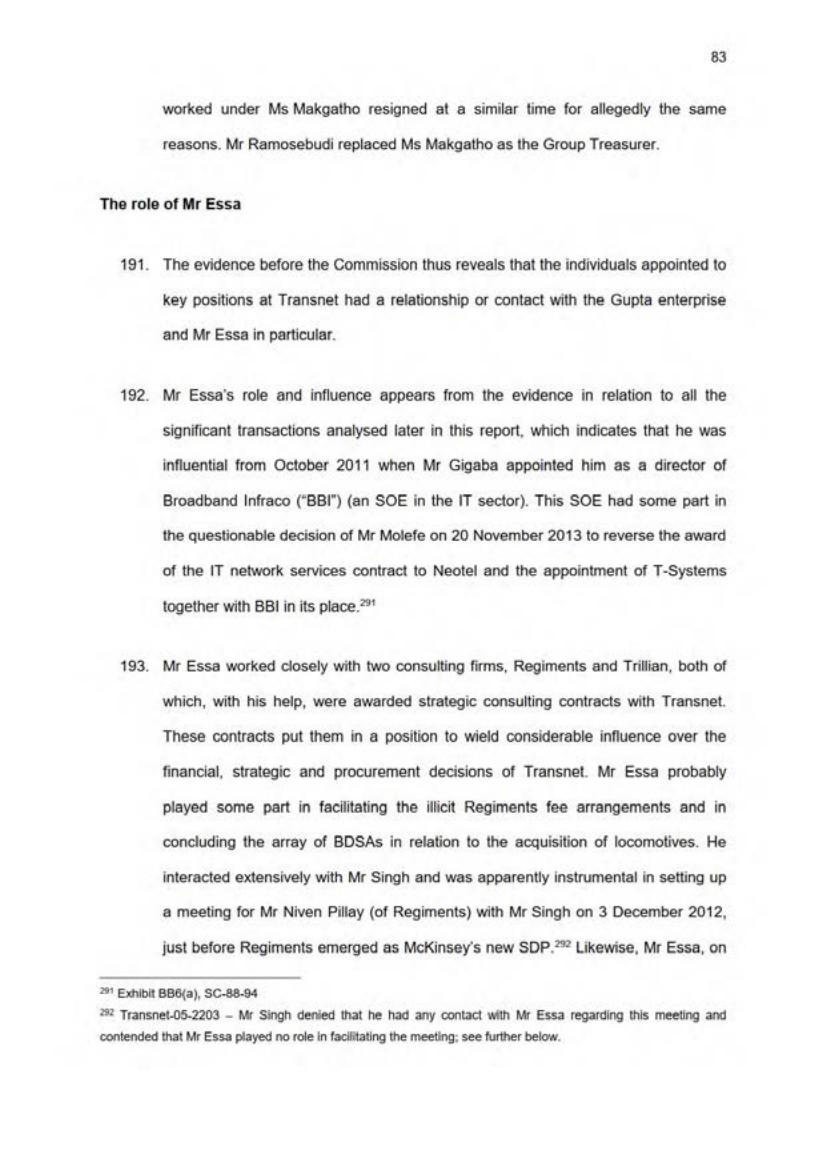 83
worked under Ms Makgatho resigned at a similar time for allegedly the same
reasons. Mr Ramosebudi replaced Ms Makgatho as the Group Treasurer.
The role of Mr Essa
191. The evidence before the Commission thus reveals that the individuals appointed to
key positions at Transnet had a relationship or contact with the Gupta enterprise
and Mr Essa in particular.
192. Mr Essa's role and influence appears from the evidence in relation to all the
significant transactions analysed later in this report, which indicates that he was
influential from October 2011 when Mr Gigaba appointed him as a director of
Broadband Infraco ("BBI") (an SOE in the IT sector). This SOE had some part in
the questionable decision of Mr Molefe on 20 November 2013 to reverse the award
of the IT network services contract to Neotel and the appointment of T-Systems
together with BBI in its place.291
193. Mr Essa worked closely with two consulting firms, Regiments and Trillian, both of
which, with his help, were awarded strategic consulting contracts with Transnet.
These contracts put them in a position to wield considerable influence over the
financial, strategic and procurement decisions of Transnet. Mr Essa probably
played some part in facilitating the illicit Regiments fee arrangements and in
concluding the array of BDSAs in relation to the acquisition of locomotives. He
interacted extensively with Mr Singh and was apparently instrumental in setting up
a meeting for Mr Niven Pillay (of Regiments) with Mr Singh on 3 December 2012,
just before Regiments emerged as McKinsey's new SDP.292 Likewise, Mr Essa, on
291 Exhibit BB6(a), SC-88-94
292 Transnet-05-2203 – Mr Singh denied that he had any contact with Mr Essa regarding this meeting and
contended that Mr Essa played no role in facilitating the meeting; see further below.